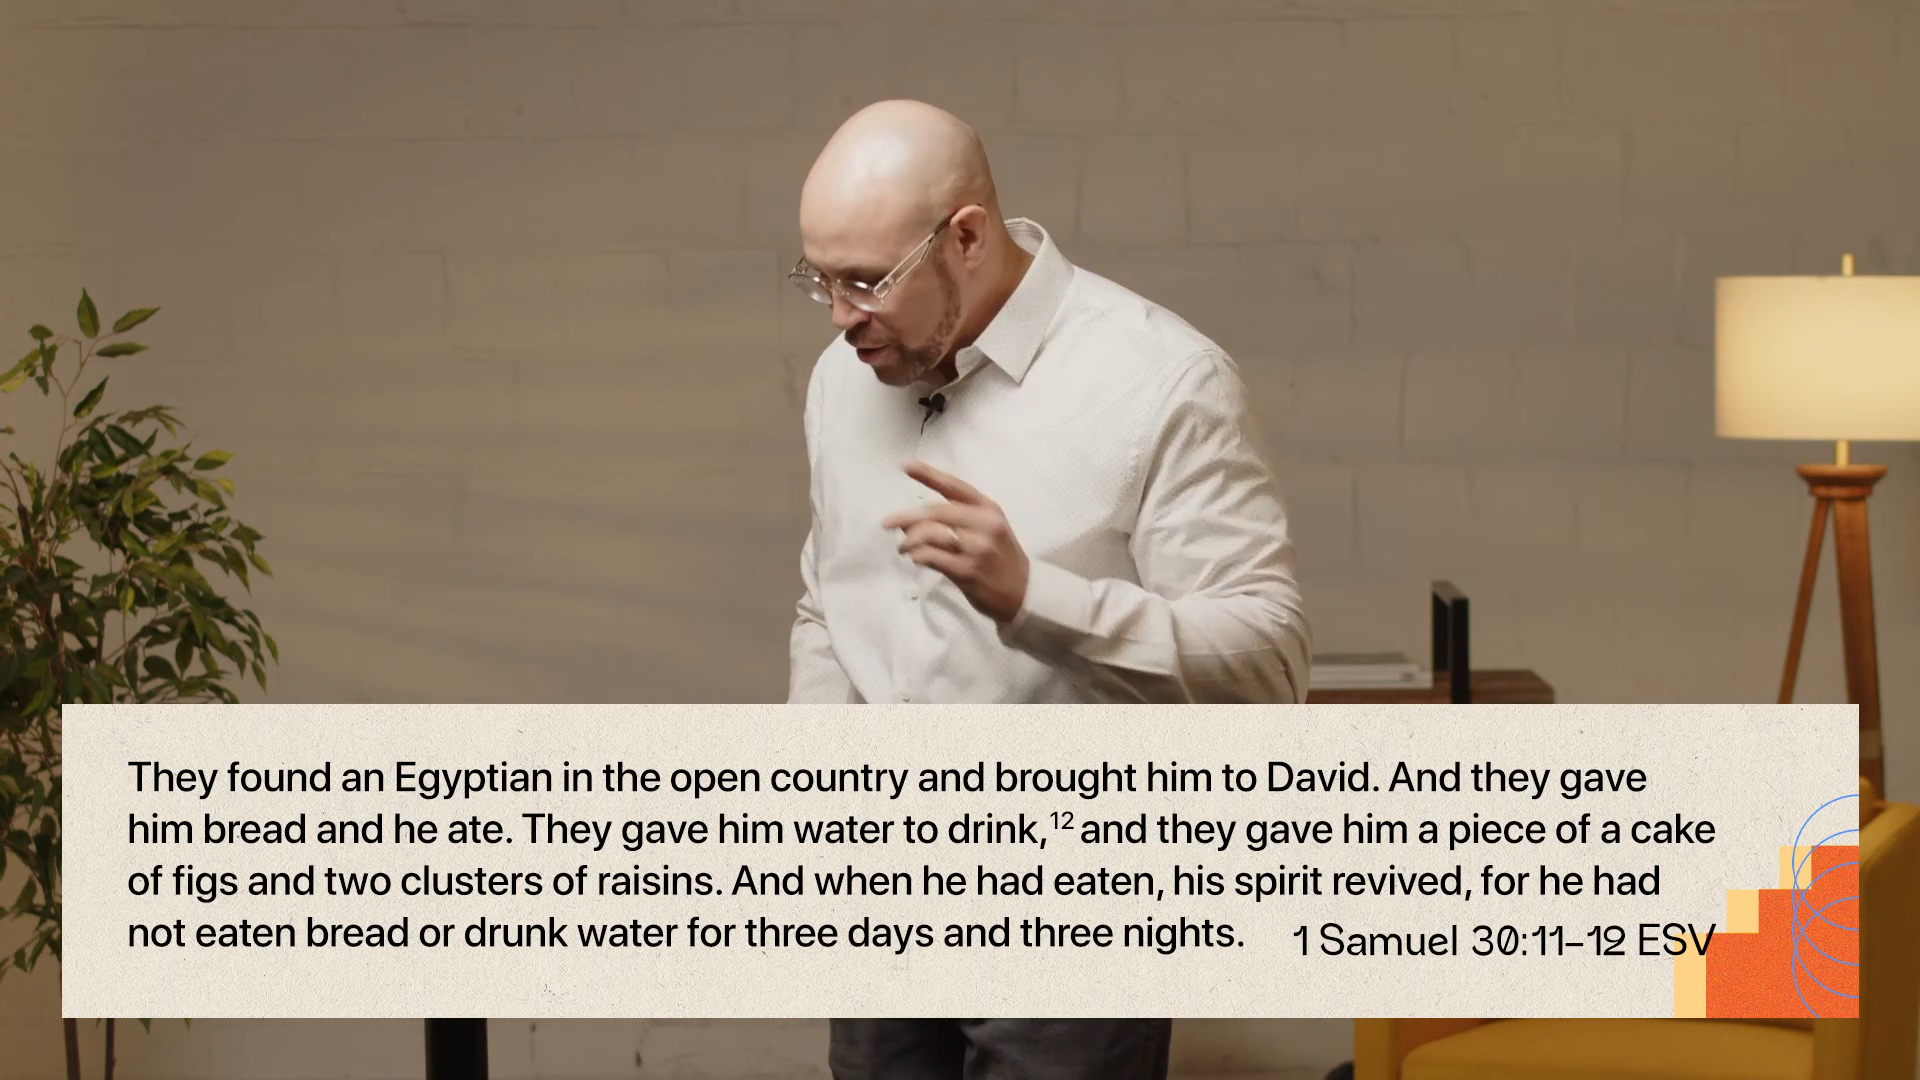 They found an Egyptian in the open country and brought him to David. And they gave
him bread and he ate. They gave him water to drink,¹² and they gave him a piece of a cake
of figs and two clusters of raisins. And when he had eaten, his spirit revived, for he had
not eaten bread or drunk water for three days and three nights.
1 Samuel 30:11–12 ESV